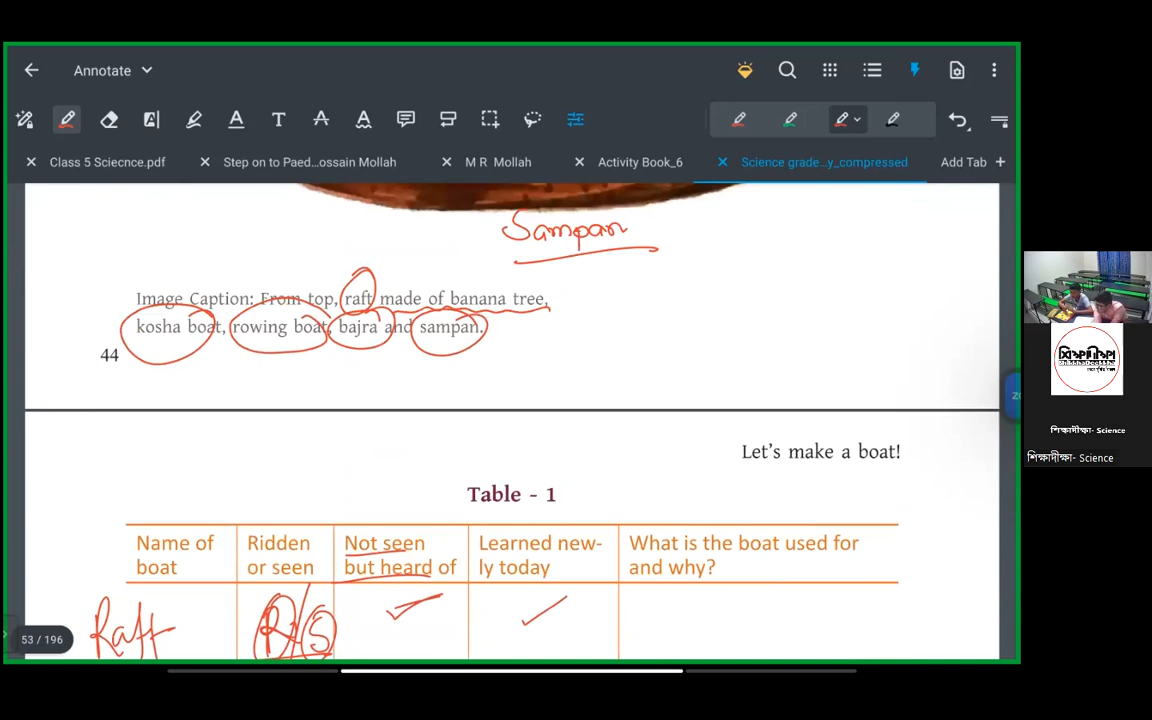 Annotate
Class 5 Sciecnce.pdf
Step on to Paed...ossain Mollah
M R Mollah
Activity Book_6
Science grade...y_compressed
Add Tab
Sampan
Image Caption: From top, raft made of banana tree,
kosha boat, rowing boat, bajra and sampan.
44
Let's make a boat!
Table - 1
Name of boat
Ridden or seen
Not seen but heard of
Learned new-
ly today
What is the boat used for and why?
Raff
R/S
53 / 196
শিক্ষাদীক্ষা
শিক্ষাদীক্ষা- Science
শিক্ষাদীক্ষা- Science